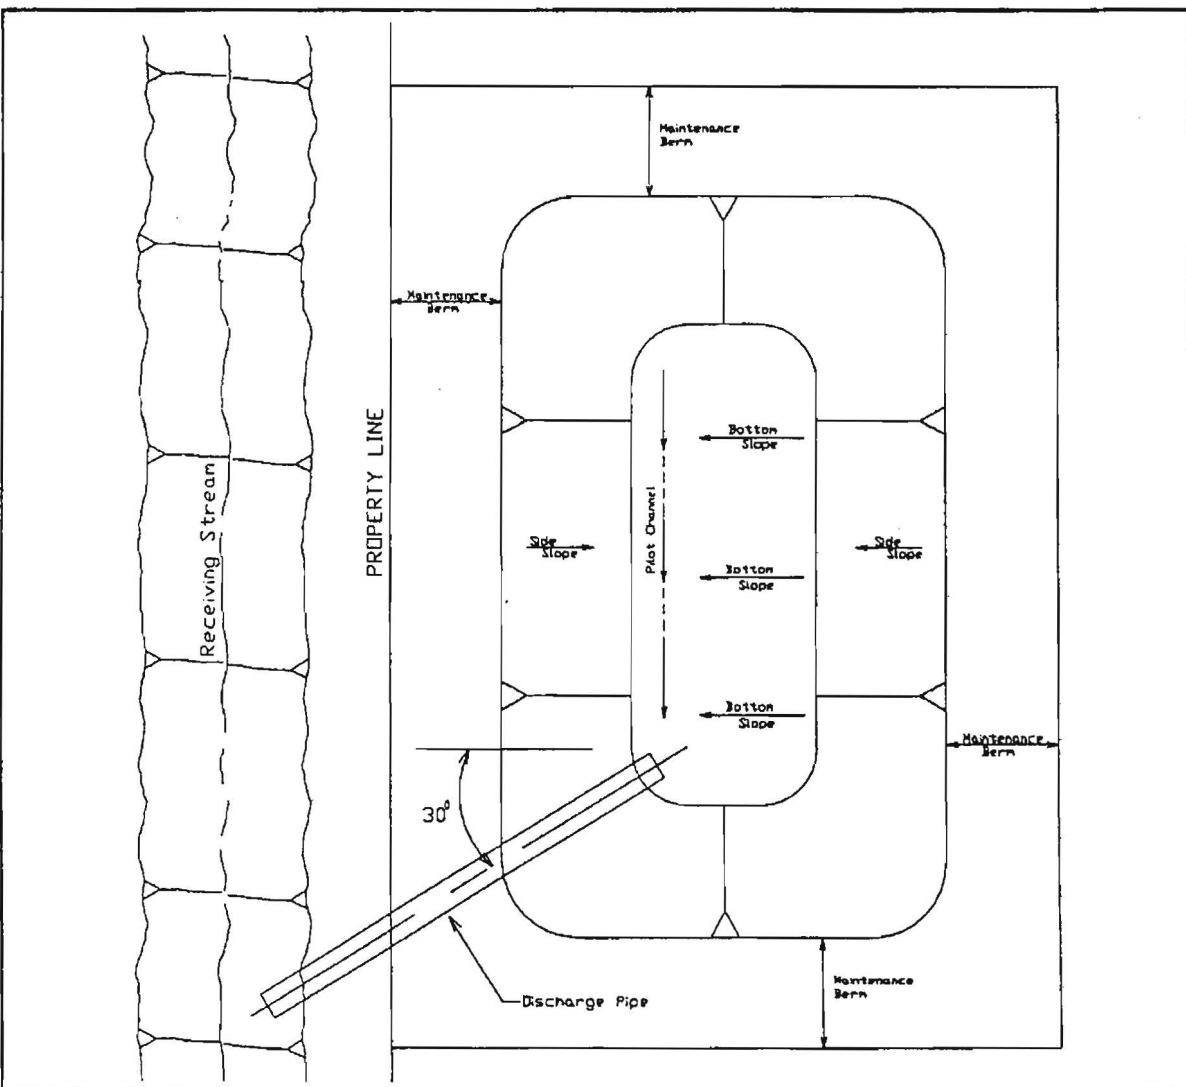 Maintenance
Berm
Maintenance
Berm
PROPERTY LINE
Receiving Stream
Pilot Channel
Bottom
Slope
Side
Slope
Side
Slope
Bottom
Slope
Bottom
Slope
Maintenance
Berm
30°
Discharge Pipe
Maintenance
Berm